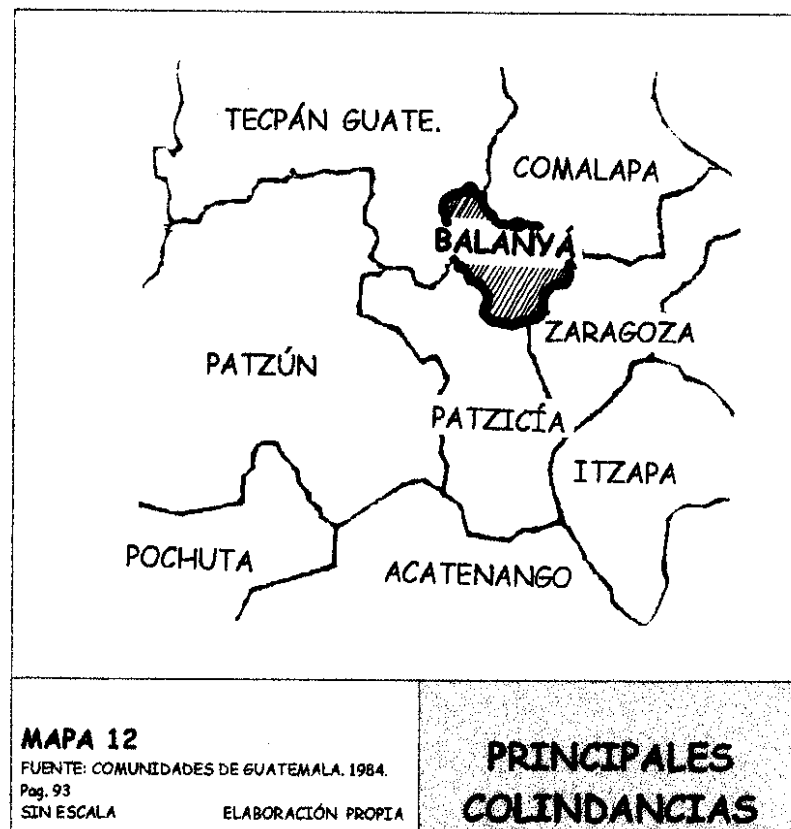 TECPÁN GUATE.
COMALAPA
BALANYÁ
ZARAGOZA
PATZÚN
PATZICÍA
ITZAPA
POCHUTA
ACATENANGO
MAPA 12
FUENTE: COMUNIDADES DE GUATEMALA. 1984.
Pag. 93
SIN ESCALA ELABORACIÓN PROPIA
PRINCIPALES
COLINDANCIAS